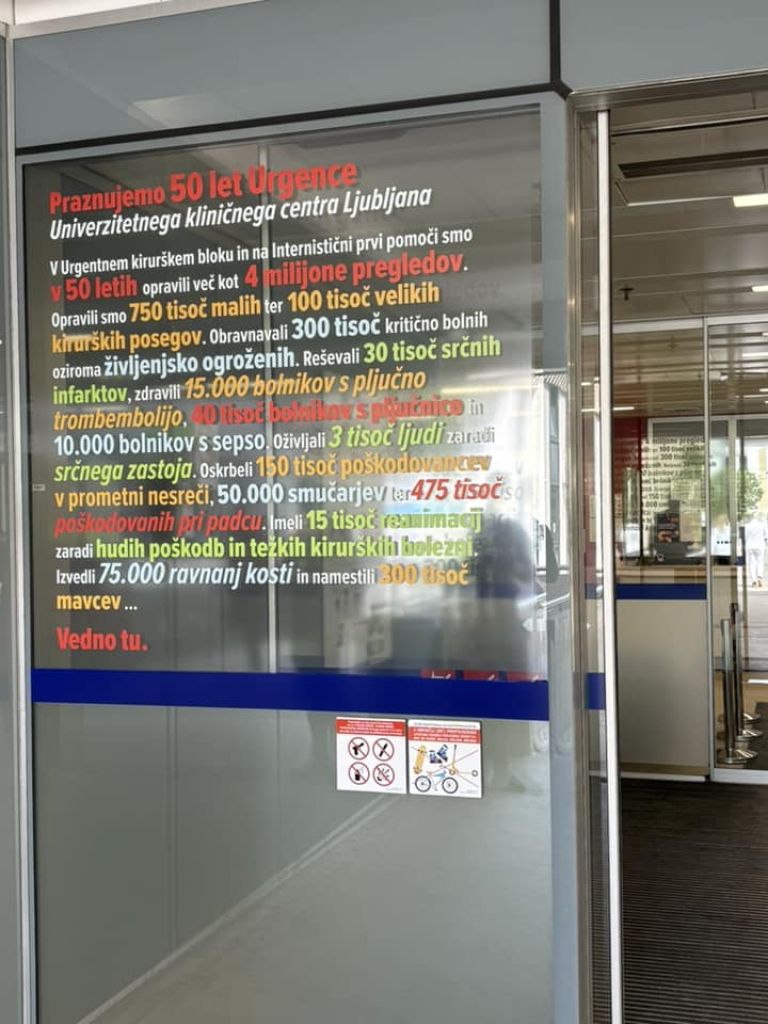 Praznujemo 50 let Urgence
Univerzitetnega kliničnega centra Ljubljana
V Urgentnem kirurškem bloku in na Internistični prvi pomoči smo
v 50 letih opravili več kot 4 milijone pregledov.
Opravili smo 750 tisoč malih ter 100 tisoč velikih
kirurških posegov. Obravnavali 300 tisoč kritično bolnih
oziroma življenjsko ogroženih. Reševali 30 tisoč srčnih
infarktov, zdravili 15.000 bolnikov s pljučno
trombembolijo, 40 tisoč bolnikov s pljučnico in
10.000 bolnikov s sepso. Oživljali 3 tisoč ljudi zaradi
srčnega zastoja. Oskrbeli 150 tisoč poškodovancev
v prometni nesreči, 50.000 smučarjev ter 475 tisoč
poškodovanih pri padcu. Imeli 15 tisoč reanimacij
zaradi hudih poškodb in težkih kirurških bolezni.
Izvedli 75.000 ravnanj kosti in namestili 300 tisoč
mavcev ...
Vedno tu.